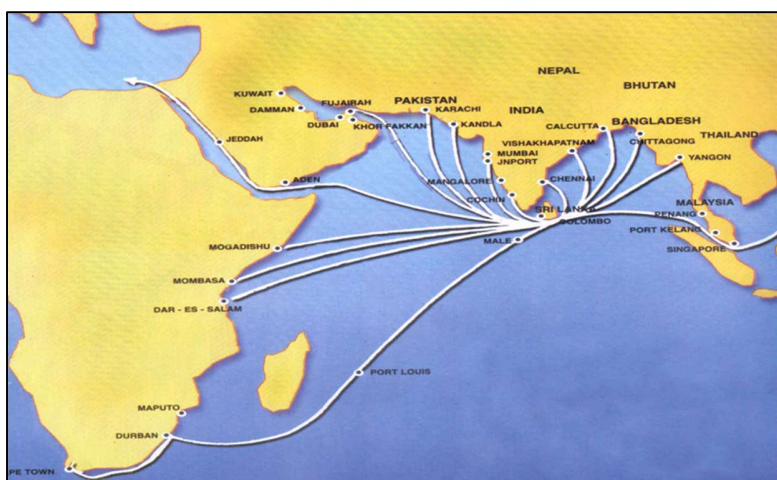 NEPAL
BHUTAN
KUWAIT
DAMMAN
FUJAIRAH
PAKISTAN
KARACHI
INDIA
DUBAI
KHOR FAKKAN
KANDLA
CALCUTTA
BANGLADESH
CHITTAGONG
THAILAND
JEDDAH
VISHAKHAPATNAM
MUMBAI
JNPORT
YANGON
ADEN
MANGALORE
CHENNAI
COCHIN
MALAYSIA
SRI LANKA
PENANG
COLOMBO
PORT KELANG
MOGADISHU
MALE
SINGAPORE
MOMBASA
DAR - ES - SALAM
PORT LOUIS
MAPUTO
DURBAN
PE TOWN